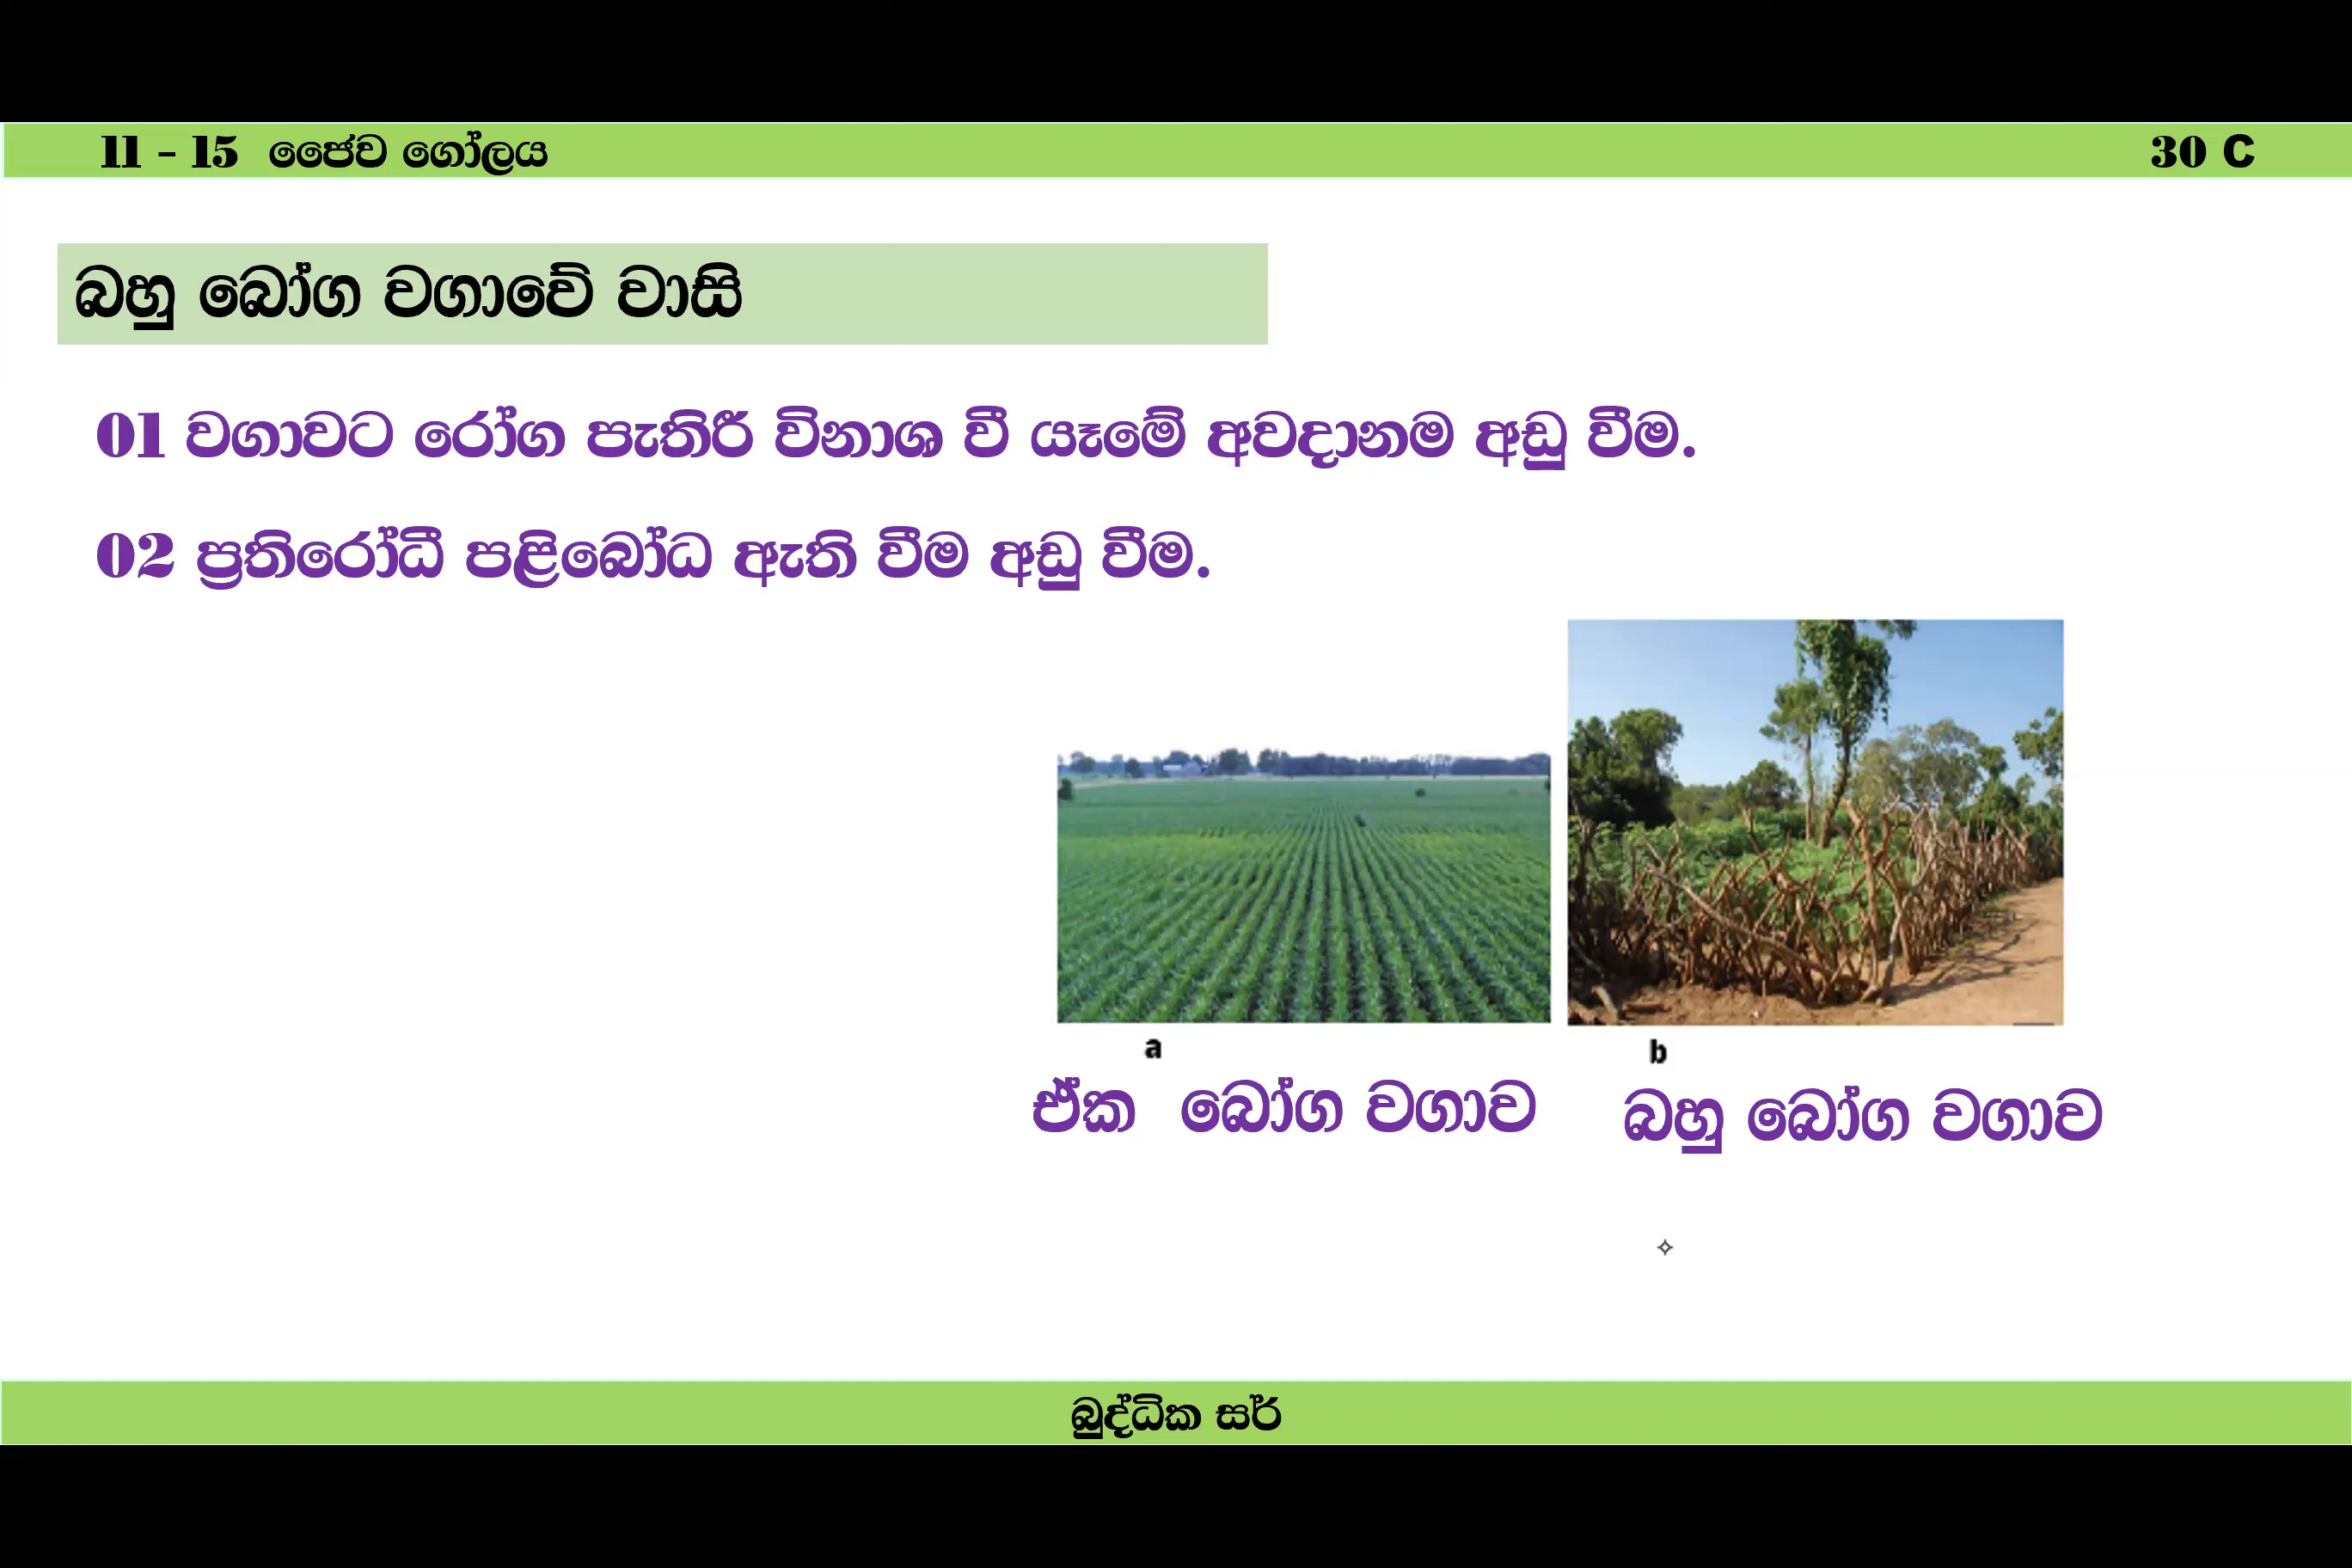 11 - 15 ජෛව ගෝලය
30 C
බහු බෝග වගාවේ වාසි
01 වගාවට රෝග පැතිරී විනාශ වී යෑමේ අවදානම අඩු වීම.
02 ප්‍රතිරෝධී පළිබෝධ ඇති වීම අඩු වීම.
a
b
ඒක බෝග වගාව
බහු බෝග වගාව
බුද්ධික සර්